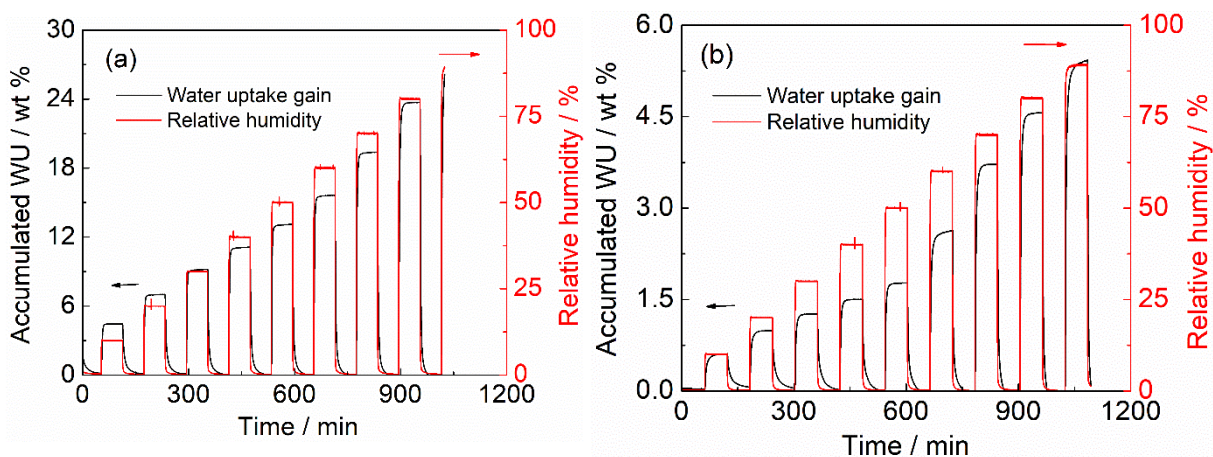 (a)
Water uptake gain
Relative humidity
Accumulated WU / wt %
30
24
18
12
6
0
Relative humidity / %
100
75
50
25
0
0 300 600 900 1200
Time / min
(b)
Water uptake gain
Relative humidity
Accumulated WU / wt %
6.0
4.5
3.0
1.5
0.0
Relative humidity / %
100
75
50
25
0
0 300 600 900 1200
Time / min